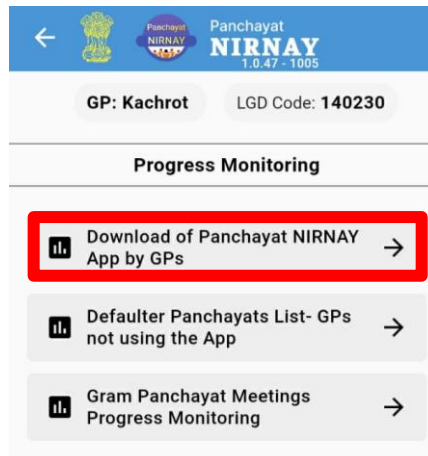 Panchayat
NIRNAY
Panchayat
NIRNAY
1.0.47 - 1005
GP: Kachrot
LGD Code: 140230
Progress Monitoring
Download of Panchayat NIRNAY
App by GPs
Defaulter Panchayats List- GPs
not using the App
Gram Panchayat Meetings
Progress Monitoring